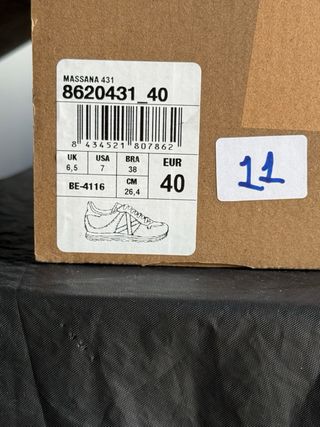 MASSANA 431
8620431_40
8 434521 807862
UK USA BRA EUR
6,5 7 38 40
BE-4116 CM
26,4
11